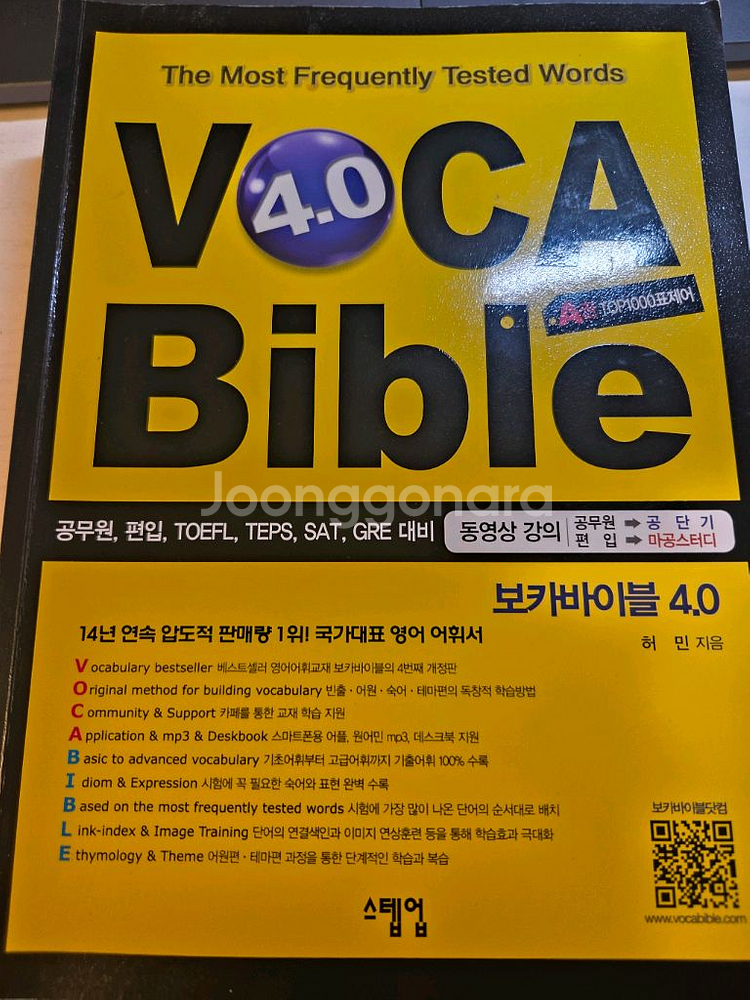 The Most Frequently Tested Words
VOCA
4.0
Bible
A권 TOP1000표제어
Joonggonara
공무원, 편입, TOEFL, TEPS, SAT, GRE 대비
동영상 강의
공무원 ➡ 공 단 기
편 입 ➡ 마공스터디
보카바이블 4.0
14년 연속 압도적 판매량 1위! 국가대표 영어 어휘서
허 민 지음
Vocabulary bestseller 베스트셀러 영어어휘교재 보카바이블의 4번째 개정판
Original method for building vocabulary 빈출·어원·숙어·테마편의 독창적 학습방법
Community & Support 카페를 통한 교재 학습 지원
Application & mp3 & Deskbook 스마트폰용 어플, 원어민 mp3, 데스크북 지원
Basic to advanced vocabulary 기초어휘부터 고급어휘까지 기출어휘 100% 수록
Idiom & Expression 시험에 꼭 필요한 숙어와 표현 완벽 수록
Based on the most frequently tested words 시험에 가장 많이 나온 단어의 순서대로 배치
Link-index & Image Training 단어의 연결색인과 이미지 연상훈련 등을 통해 학습효과 극대화
Ethymology & Theme 어원편·테마편 과정을 통한 단계적인 학습과 복습
보카바이블닷컴
www.vocabible.com
스텝업